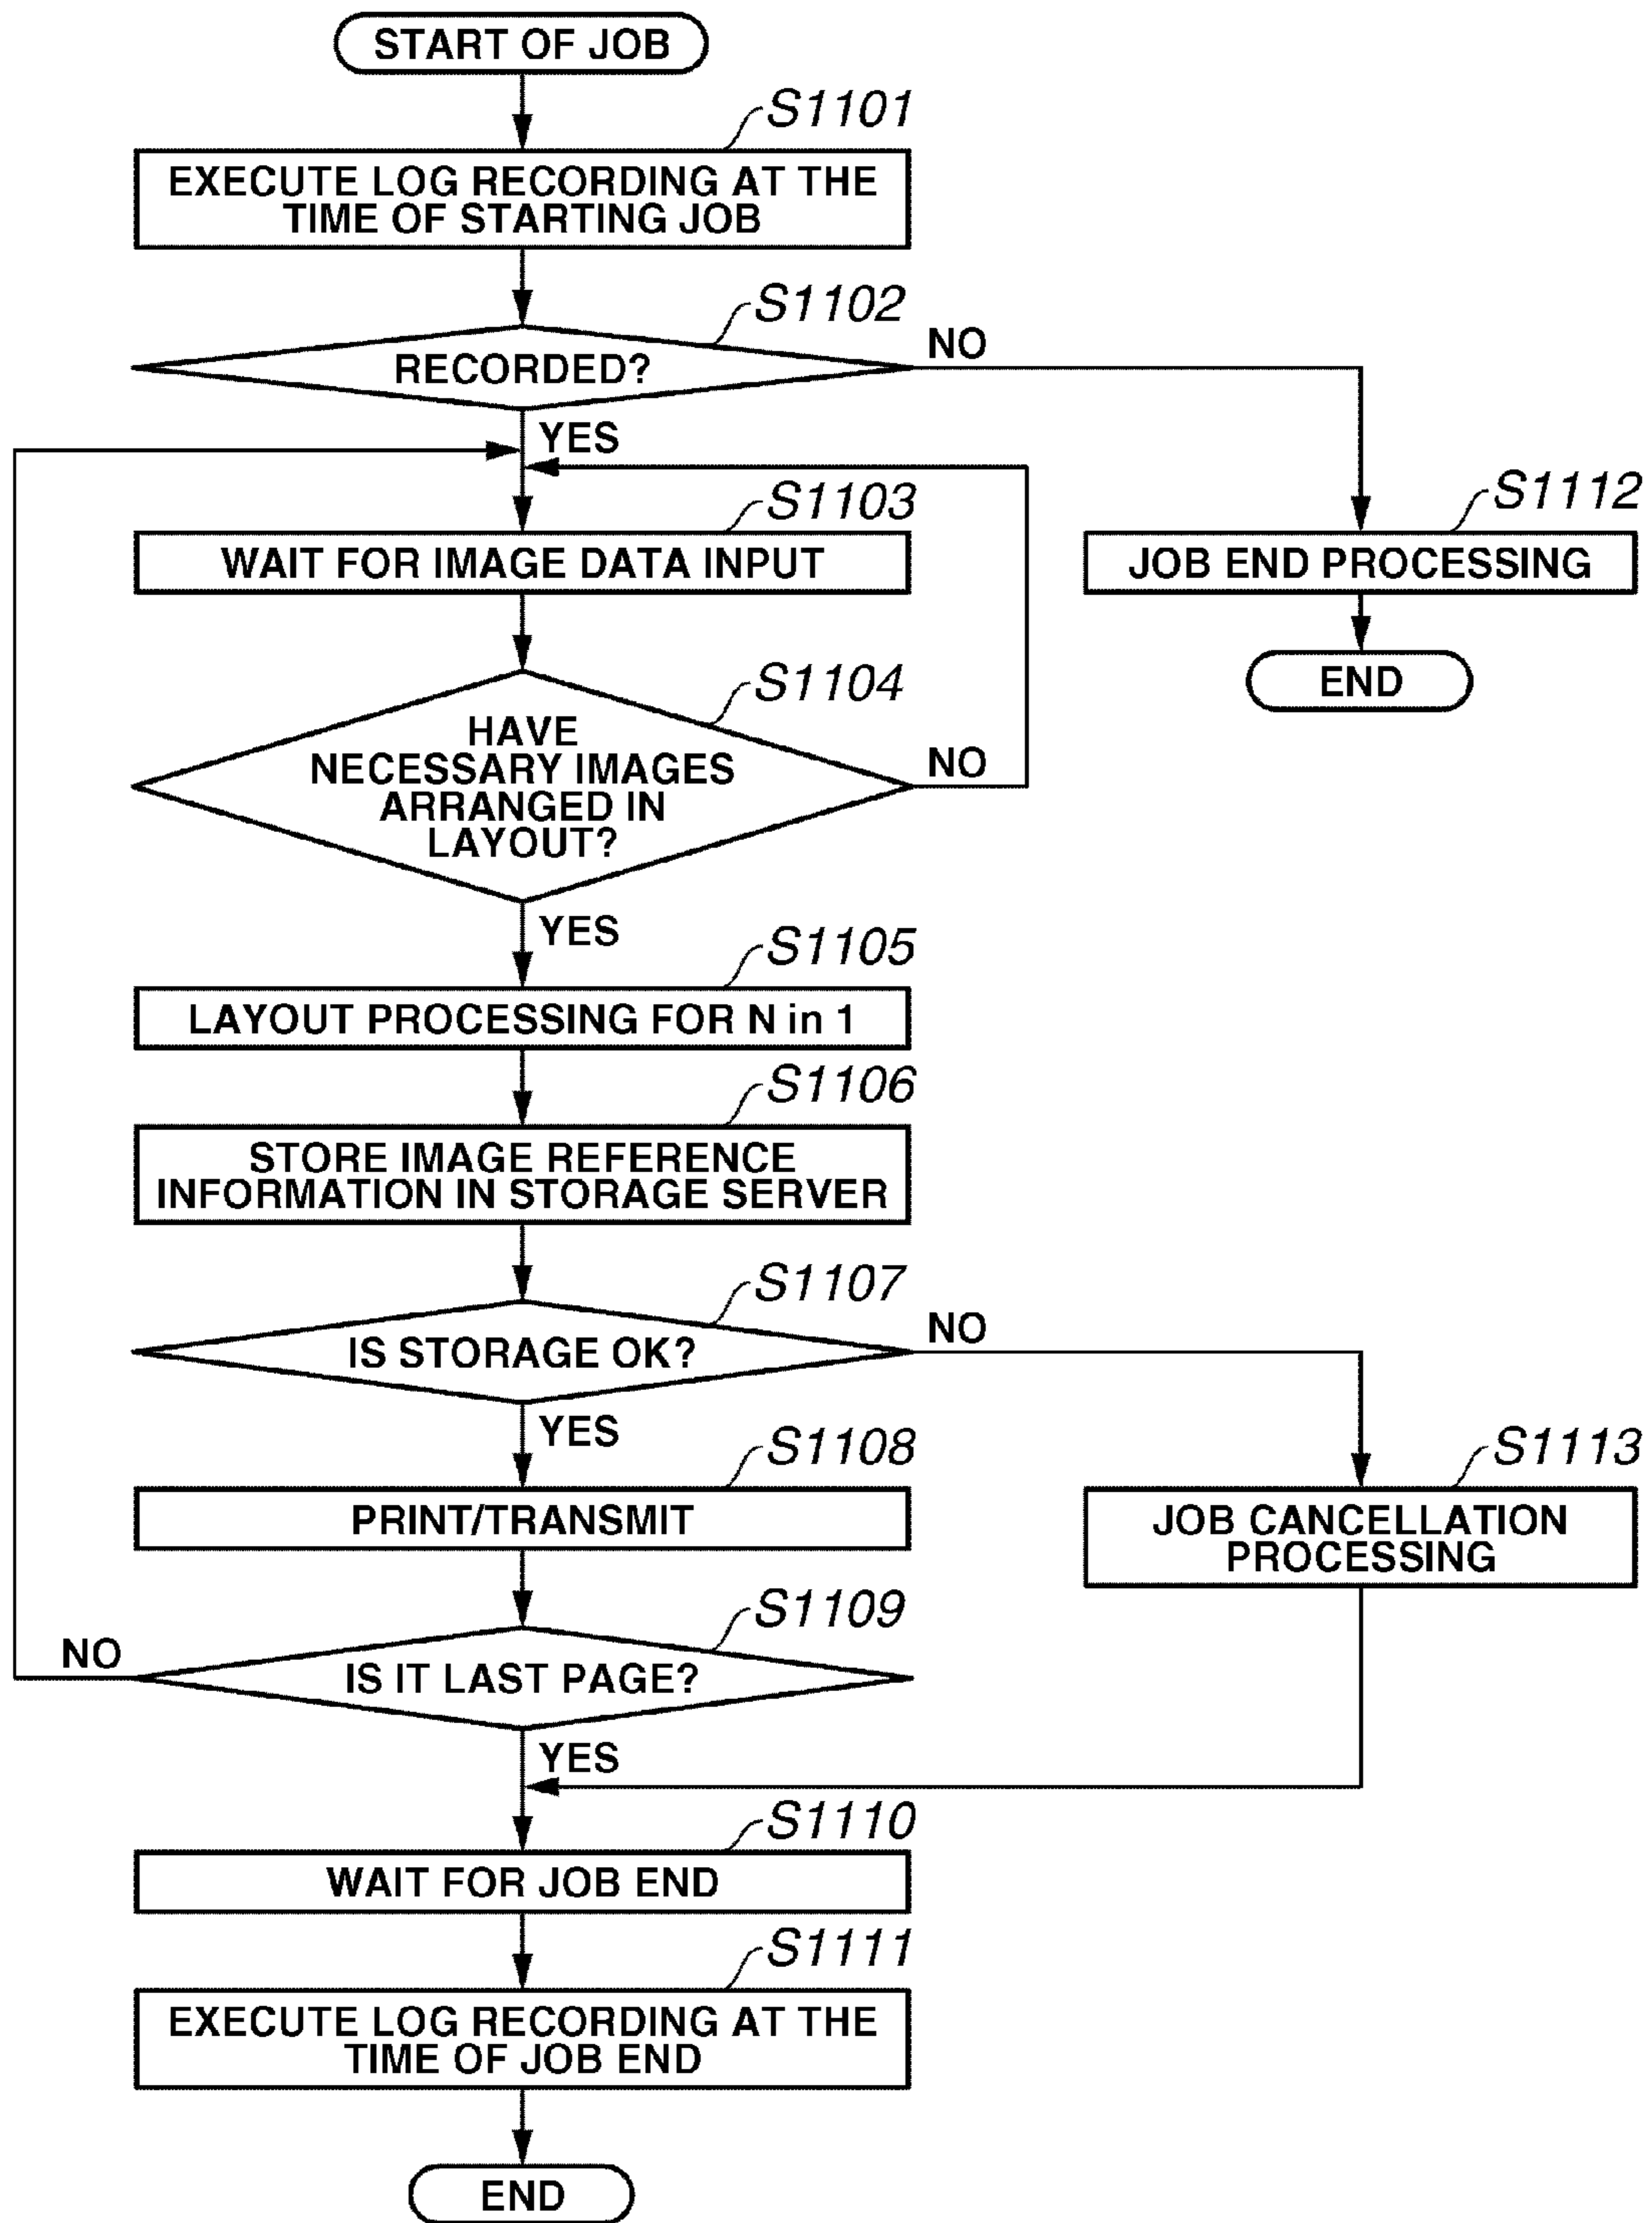 START OF JOB
S1101
EXECUTE LOG RECORDING AT THE
TIME OF STARTING JOB
S1102
RECORDED?
NO
YES
S1103
WAIT FOR IMAGE DATA INPUT
S1112
JOB END PROCESSING
END
S1104
HAVE
NECESSARY IMAGES
ARRANGED IN
LAYOUT?
NO
YES
S1105
LAYOUT PROCESSING FOR N in 1
S1106
STORE IMAGE REFERENCE
INFORMATION IN STORAGE SERVER
S1107
IS STORAGE OK?
NO
YES
S1108
PRINT/TRANSMIT
S1113
JOB CANCELLATION
PROCESSING
S1109
IS IT LAST PAGE?
NO
YES
S1110
WAIT FOR JOB END
S1111
EXECUTE LOG RECORDING AT THE
TIME OF JOB END
END